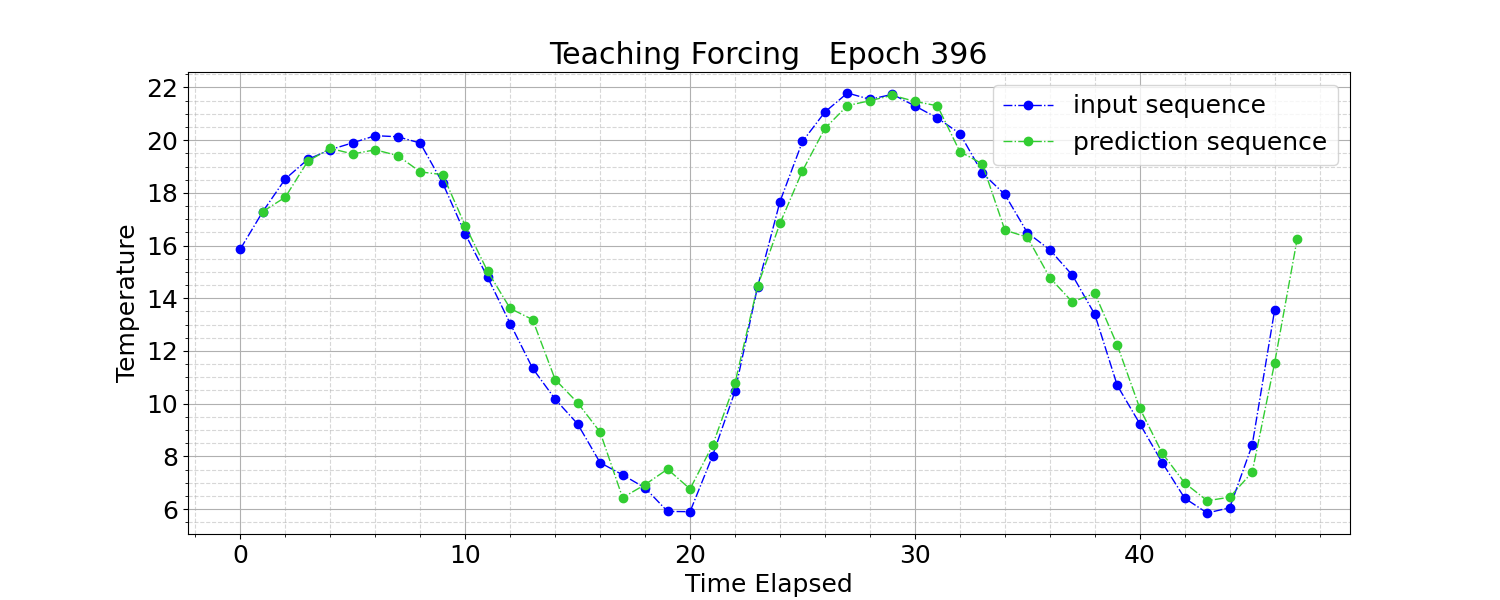 Teaching Forcing   Epoch 396
input sequence
prediction sequence
Temperature
22
20
18
16
14
12
10
8
6
0 10 20 30 40
Time Elapsed